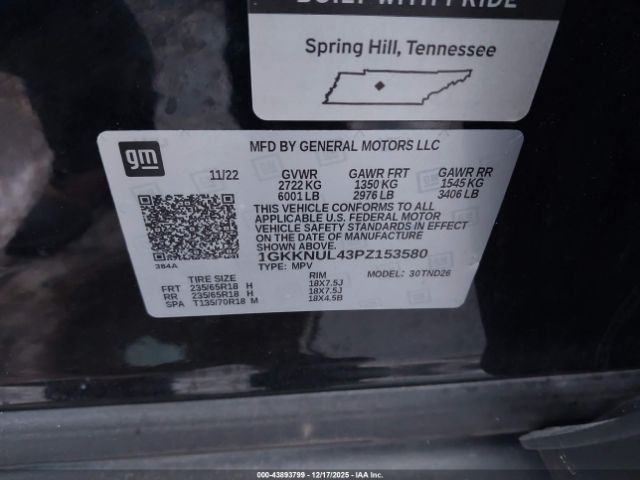 BUILT WITH PRIDE
Spring Hill, Tennessee
gm
MFD BY GENERAL MOTORS LLC
11/22 GVWR GAWR FRT GAWR RR
2722 KG 1350 KG 1545 KG
6001 LB 2976 LB 3406 LB
THIS VEHICLE CONFORMS TO ALL
APPLICABLE U.S. FEDERAL MOTOR
VEHICLE SAFETY STANDARDS IN EFFECT
ON THE DATE OF MANUFACTURE
SHOWN ABOVE.
1GKKNUL43PZ153580
TYPE: MPV MODEL: 30TND26
384A
TIRE SIZE RIM
FRT 235/65R18 H 18X7.5J
RR 235/65R18 H 18X7.5J
SPA T135/70R18 M 18X4.5B
00-43893799 - 12/17/2025 - Copyright © 2025 IAA, Inc.